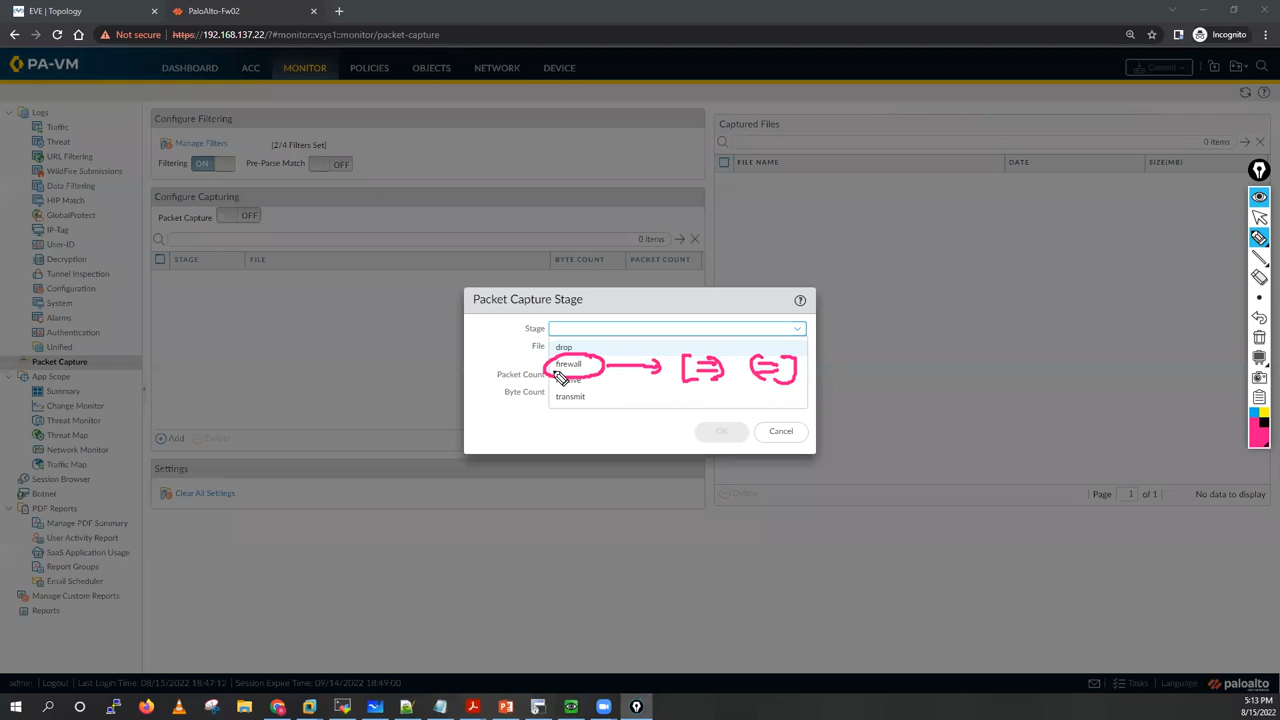 EVE | Topology
PaloAlto-Fw02
Not secure
https://192.168.137.22/?#monitor::vsys1::monitor/packet-capture
Incognito
PA-VM
DASHBOARD ACC MONITOR POLICIES OBJECTS NETWORK DEVICE
Commit
Logs
Traffic
Threat
URL Filtering
WildFire Submissions
Data Filtering
HIP Match
GlobalProtect
IP-Tag
User-ID
Decryption
Tunnel Inspection
Configuration
System
Alarms
Authentication
Unified
Packet Capture
App Scope
Summary
Change Monitor
Threat Monitor
Threat Map
Network Monitor
Traffic Map
Session Browser
Botnet
PDF Reports
Manage PDF Summary
User Activity Report
SaaS Application Usage
Report Groups
Email Scheduler
Manage Custom Reports
Reports
Configure Filtering
Manage Filters [2/4 Filters Set]
Filtering ON Pre-Parse Match OFF
Configure Capturing
Packet Capture OFF
0 items
STAGE FILE BYTE COUNT PACKET COUNT
Add Delete
Settings
Clear All Settings
Captured Files
0 items
FILE NAME DATE SIZE(MB)
Delete
Page 1 of 1 No data to display
Packet Capture Stage
Stage
File
Packet Count
Byte Count
drop
firewall
transmit
OK Cancel
admin Logout Last Login Time: 08/15/2022 18:47:12 Session Expire Time: 09/14/2022 18:49:00
Tasks Language paloalto
NETWORKS
5:13 PM
8/15/2022